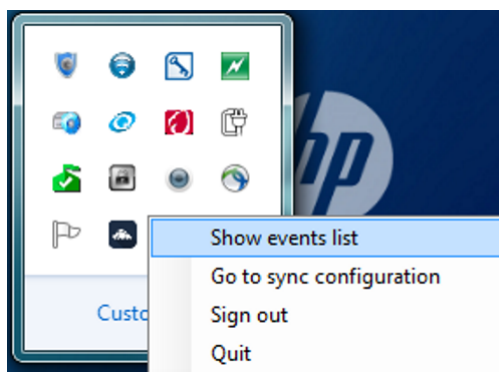 hp
Show events list
Go to sync configuration
Custo
Sign out
Quit